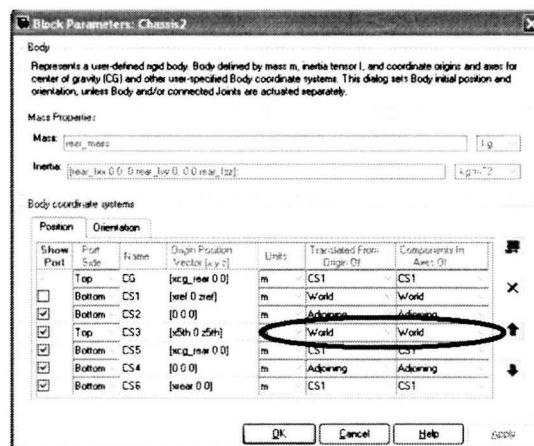 Block Parameters: Chassis2
Body
Represents a user-defined rigid body. Body defined by mass m, inertia tensor I, and coordinate origins and axes for
center of gravity (CG) and other user-specified Body coordinate systems. This dialog sets Body initial position and
orientation, unless Body and/or connected Joints are actuated separately.
Mass Properties
Mass: rear_mass kg
Inertia: [rear_Ixx 0 0; 0 rear_Iyy 0; 0 0 rear_Izz]; kg*m^2
Body coordinate systems
Position Orientation
Show Port Port Side Name Origin Position Vector [x y z] Units Translated From Origin Of Components In Axes Of
Top CG [xcg_rear 0 0] m CS1 CS1
Bottom CS1 [xrel 0 zref] m World World
Bottom CS2 [0 0 0] m Adjoining Adjoining
Top CS3 [x5th 0 z5th] m World World
Bottom CS5 [xcg_rear 0 0] m CS1 CS1
Bottom CS4 [0 0 0] m Adjoining Adjoining
Bottom CS6 [xrear 0 0] m CS1 CS1
OK Cancel Help Apply